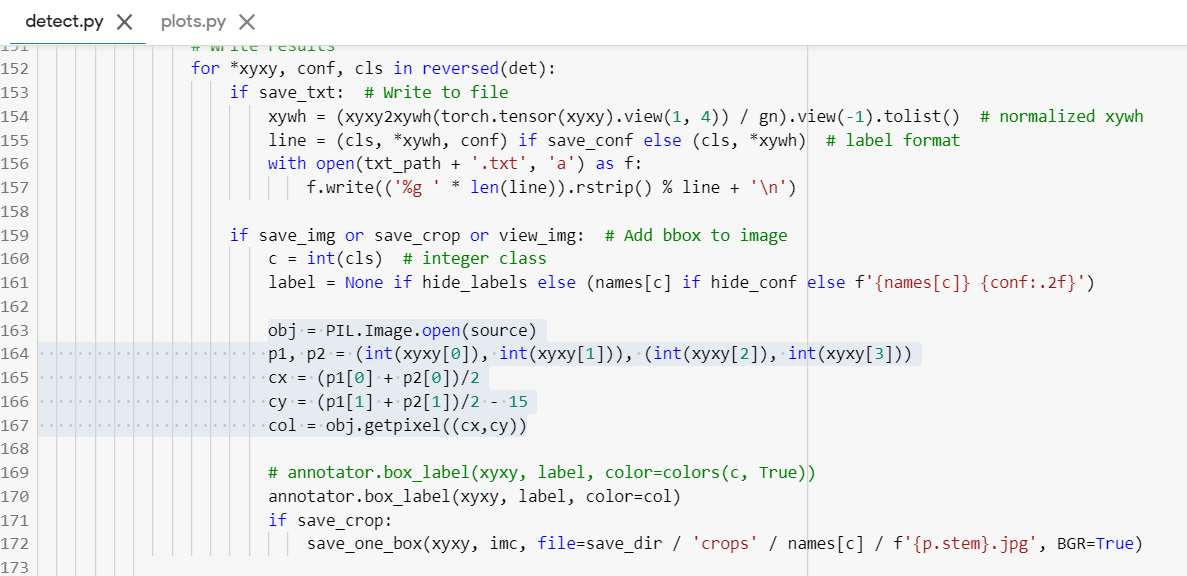 detect.py plots.py
151 # Write results
152 for *xyxy, conf, cls in reversed(det):
153 if save_txt:  # Write to file
154 xywh = (xyxy2xywh(torch.tensor(xyxy).view(1, 4)) / gn).view(-1).tolist()  # normalized xywh
155 line = (cls, *xywh, conf) if save_conf else (cls, *xywh)  # label format
156 with open(txt_path + '.txt', 'a') as f:
157 f.write(('%g ' * len(line)).rstrip() % line + '\n')
158
159 if save_img or save_crop or view_img:  # Add bbox to image
160 c = int(cls)  # integer class
161 label = None if hide_labels else (names[c] if hide_conf else f'{names[c]} {conf:.2f}')
162
163 obj = PIL.Image.open(source)
164 p1, p2 = (int(xyxy[0]), int(xyxy[1])), (int(xyxy[2]), int(xyxy[3]))
165 cx = (p1[0] + p2[0])/2
166 cy = (p1[1] + p2[1])/2 - 15
167 col = obj.getpixel((cx,cy))
168
169 # annotator.box_label(xyxy, label, color=colors(c, True))
170 annotator.box_label(xyxy, label, color=col)
171 if save_crop:
172 save_one_box(xyxy, imc, file=save_dir / 'crops' / names[c] / f'{p.stem}.jpg', BGR=True)
173